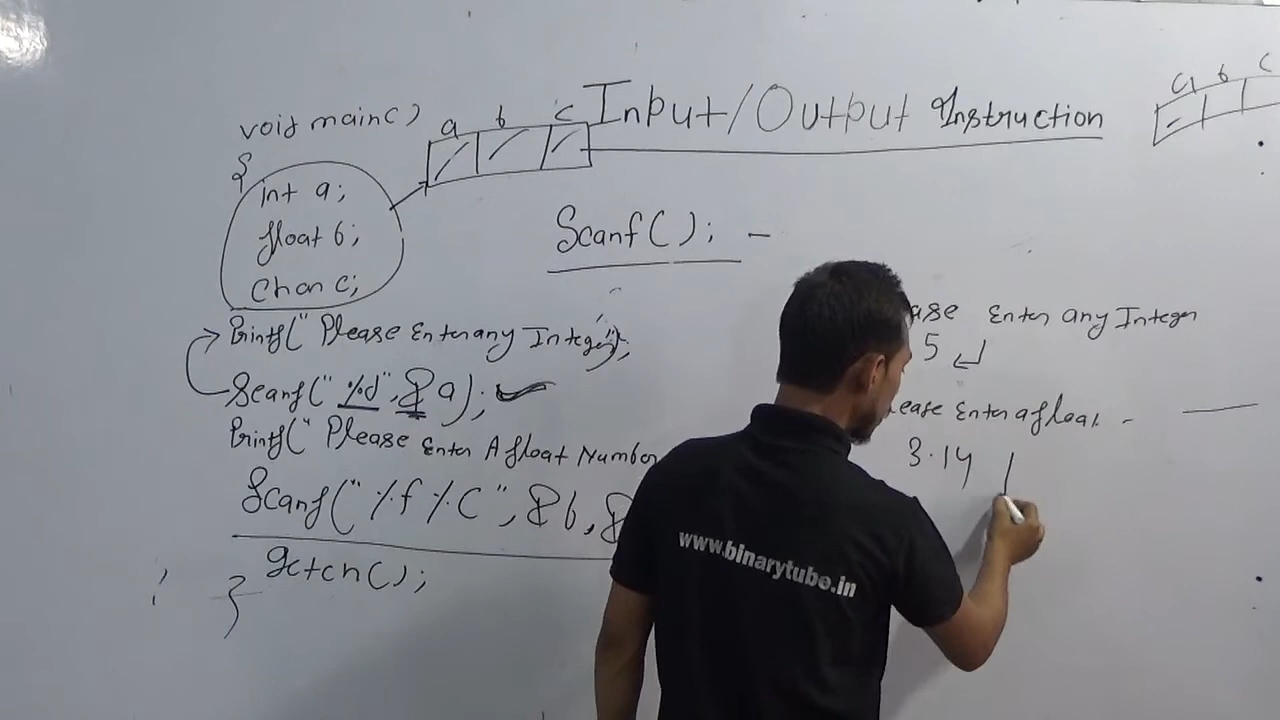 Input/Output Instruction
void main()
{
a b c
int a;
float b;
char c;
Scanf(); -
Printf(" Please Enter any Integer");
Scanf(" %d", &a);
Printf(" Please Enter A float Number
Scanf(" %f %c", &b, &
getch();
}
a b c
ase Enter any Integer
5
lease Enter a float -
3.14
www.binarytube.in